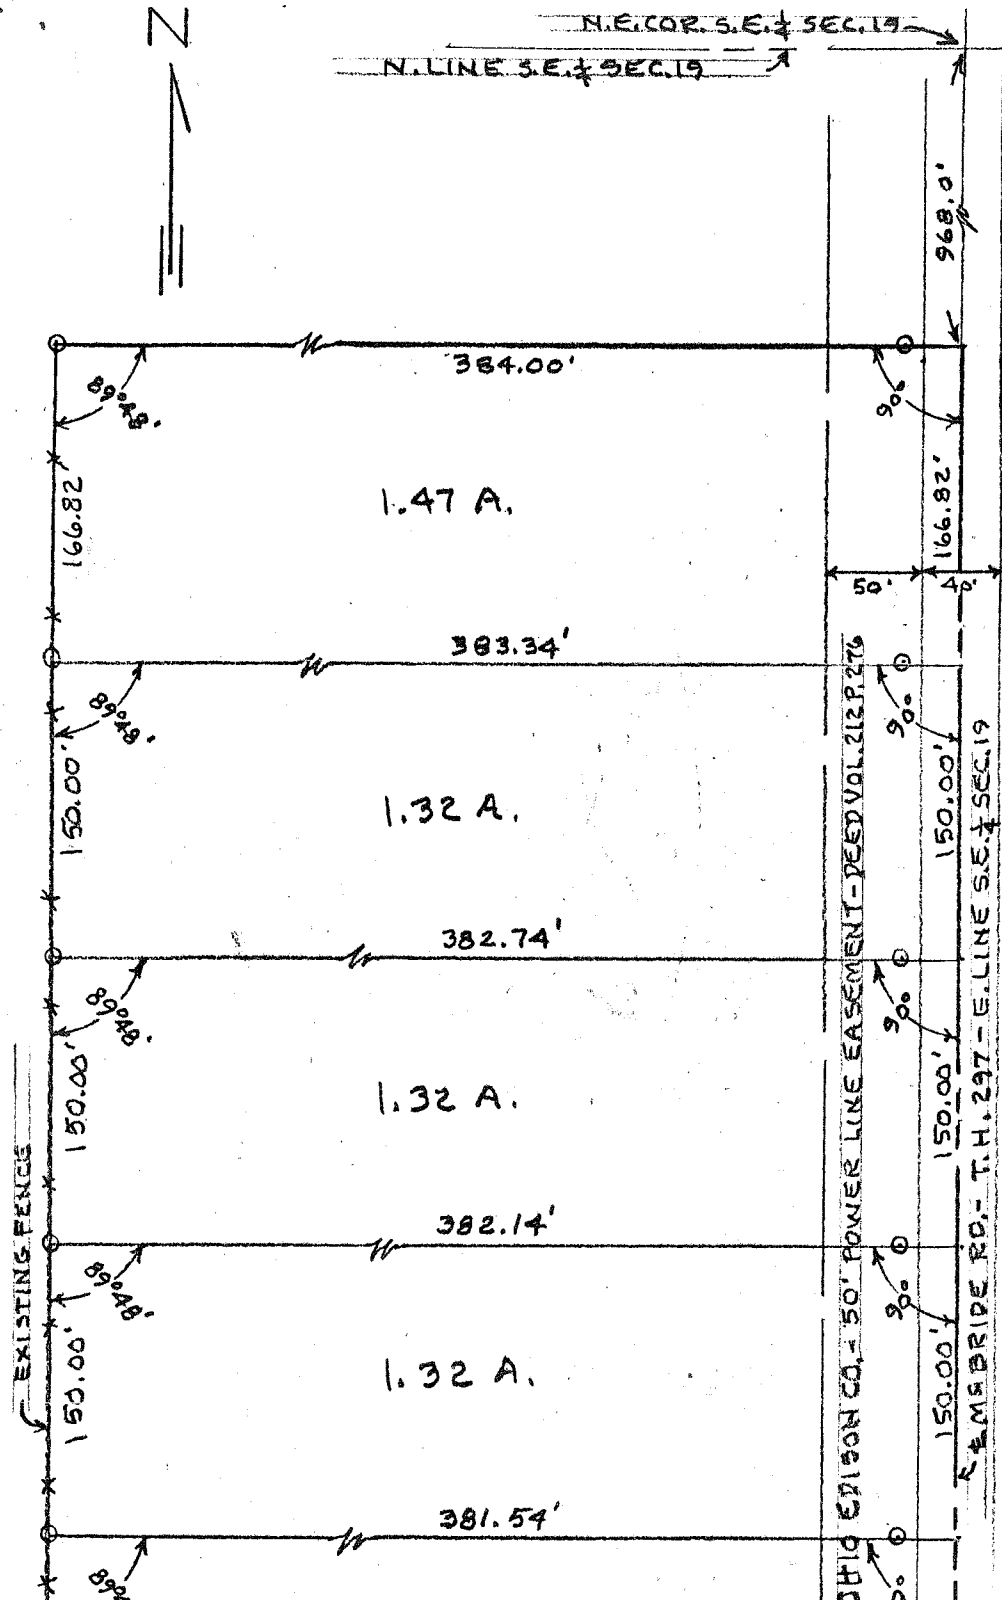 N
N.E. COR. S.E. ¼ SEC. 19
N. LINE S.E. ¼ SEC. 19
968.0'
384.00'
89°48'
90°
166.82'
1.47 A.
166.82'
50'
40'
383.34'
89°48'
90°
150.00'
1.32 A.
150.00'
382.74'
89°48'
90°
150.00'
1.32 A.
150.00'
382.14'
89°48'
90°
150.00'
1.32 A.
150.00'
381.54'
EXISTING FENCE
OHIO EDISON CO. - 50' POWER LINE EASEMENT - DEED VOL. 212 P. 276
℄ McBRIDE RD. - T.H. 297 - E. LINE S.E. ¼ SEC. 19